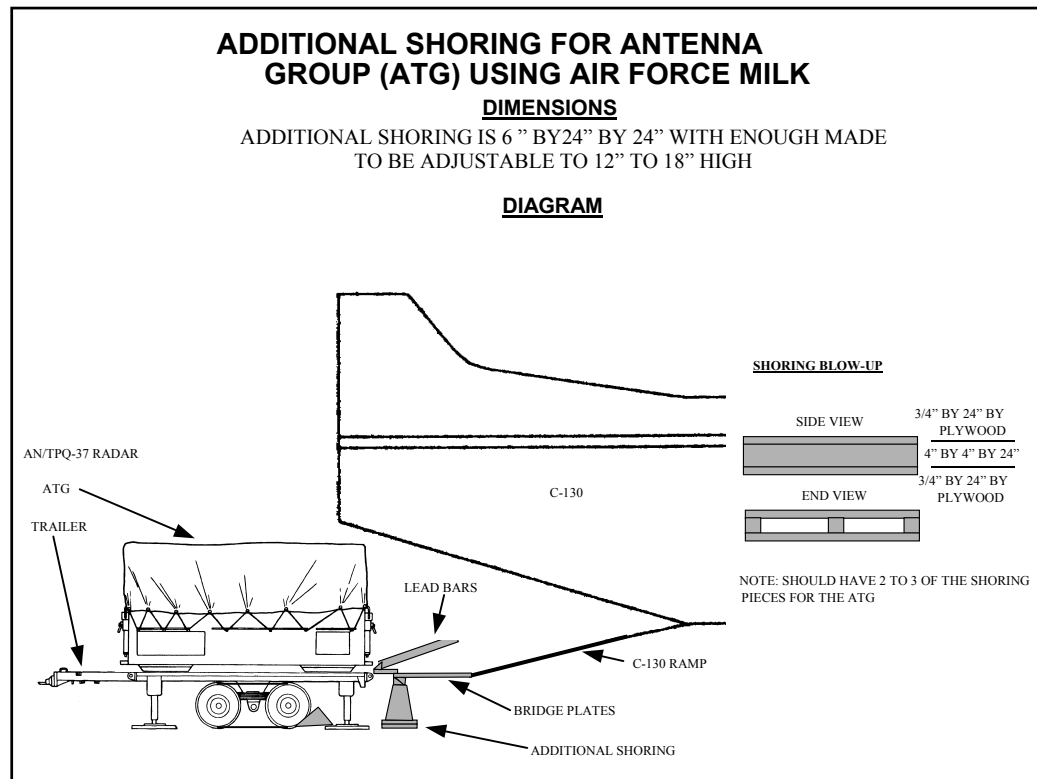 ADDITIONAL SHORING FOR ANTENNA
GROUP (ATG) USING AIR FORCE MILK
DIMENSIONS
ADDITIONAL SHORING IS 6 ” BY24” BY 24” WITH ENOUGH MADE
TO BE ADJUSTABLE TO 12” TO 18” HIGH
DIAGRAM
SHORING BLOW-UP
SIDE VIEW
3/4” BY 24” BY
PLYWOOD
4” BY 4” BY 24”
3/4” BY 24” BY
PLYWOOD
END VIEW
NOTE: SHOULD HAVE 2 TO 3 OF THE SHORING
PIECES FOR THE ATG
AN/TPQ-37 RADAR
ATG
TRAILER
C-130
LEAD BARS
C-130 RAMP
BRIDGE PLATES
ADDITIONAL SHORING